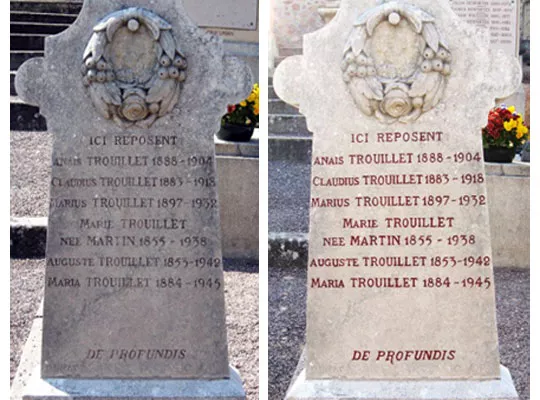 ICI REPOSENT
ANAIS TROUILLET 1888 - 1904
CLAUDIUS TROUILLET 1883 - 1918
MARIUS TROUILLET 1897 - 1932
MARIE TROUILLET
NEE MARTIN 1855 - 1938
AUGUSTE TROUILLET 1853 - 1942
MARIA TROUILLET 1884 - 1945
DE PROFUNDIS
ICI REPOSENT
ANAIS TROUILLET 1888 - 1904
CLAUDIUS TROUILLET 1883 - 1918
MARIUS TROUILLET 1897 - 1932
MARIE TROUILLET
NEE MARTIN 1855 - 1938
AUGUSTE TROUILLET 1853 - 1942
MARIA TROUILLET 1884 - 1945
DE PROFUNDIS